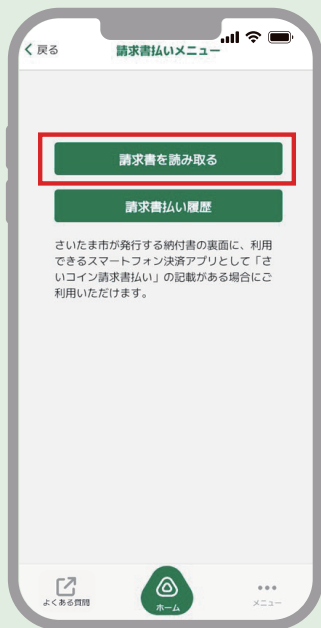 戻る
請求書払いメニュー
請求書を読み取る
請求書払い履歴
さいたま市が発行する納付書の裏面に、利用
できるスマートフォン決済アプリとして「さ
いコイン請求書払い」の記載がある場合にご
利用いただけます。
よくある質問
ホーム
メニュー